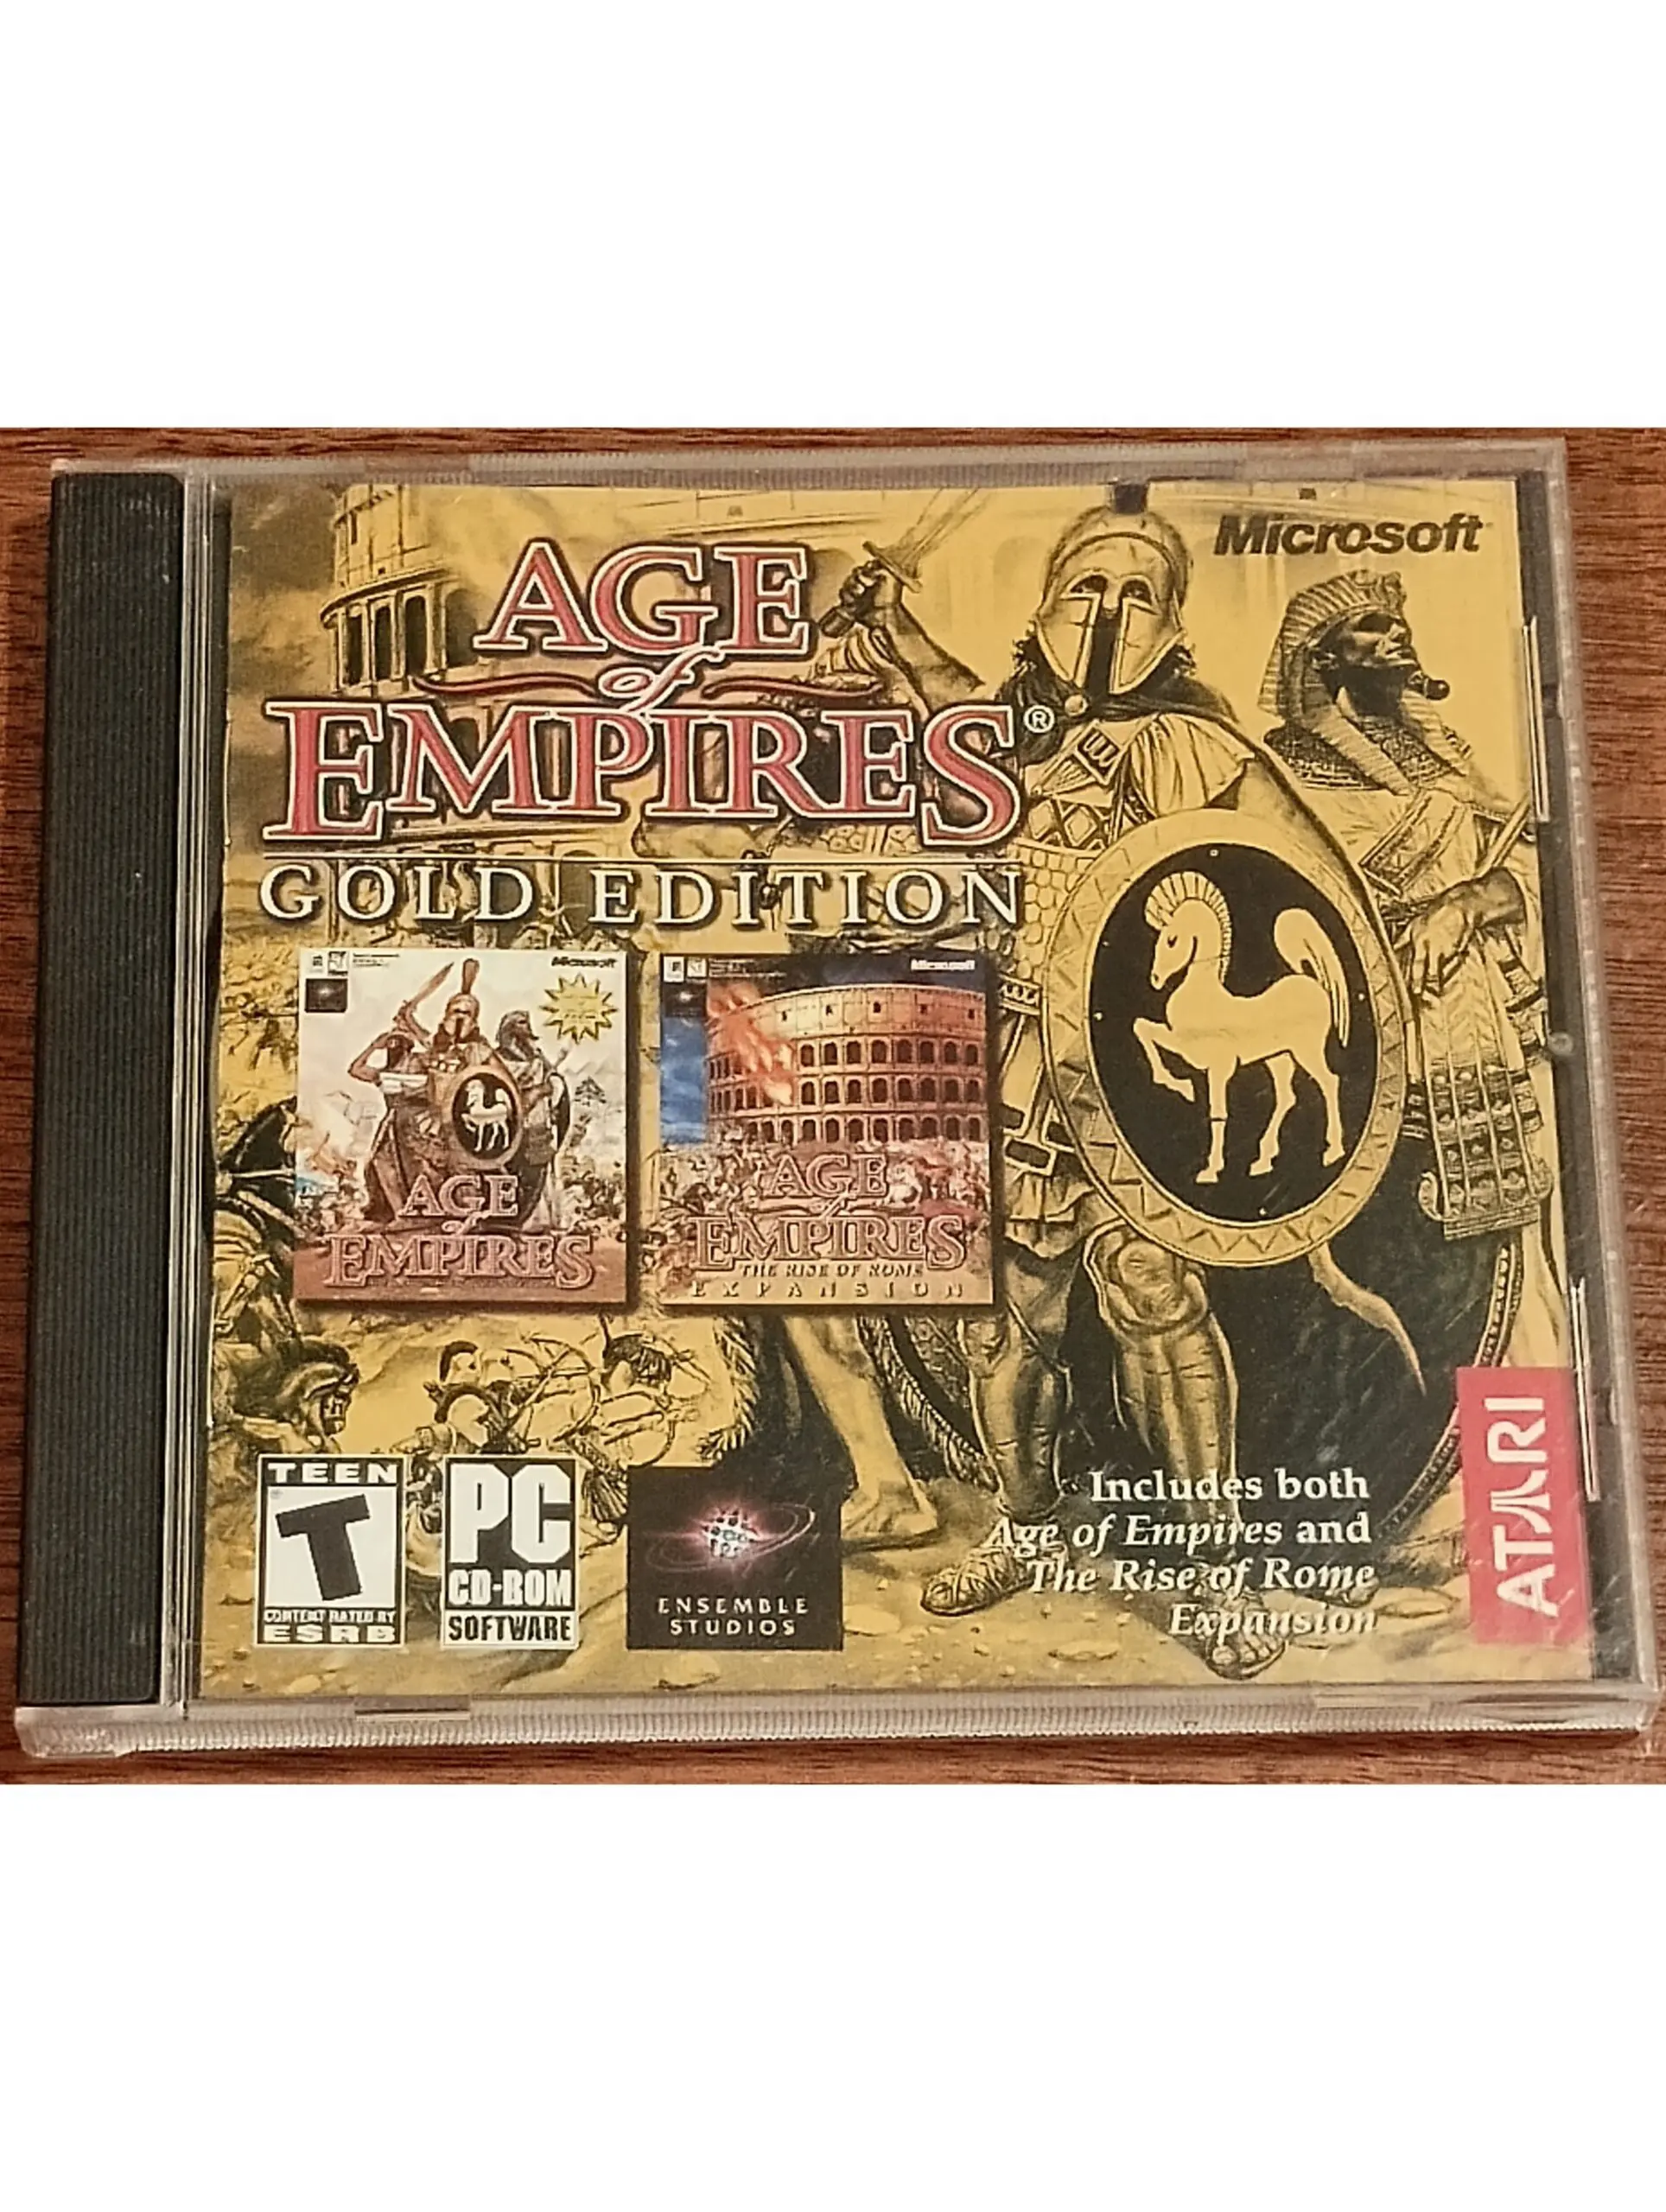 Microsoft
AGE
of
EMPIRES®
GOLD EDITION
Microsoft
AGE
of
EMPIRES
Microsoft
AGE
of
EMPIRES
THE RISE OF ROME
EXPANSION
TEEN
T
CONTENT RATED BY
ESRB
PC
CD-ROM
SOFTWARE
ENSEMBLE
STUDIOS
Includes both
Age of Empires and
The Rise of Rome
Expansion
ATARI